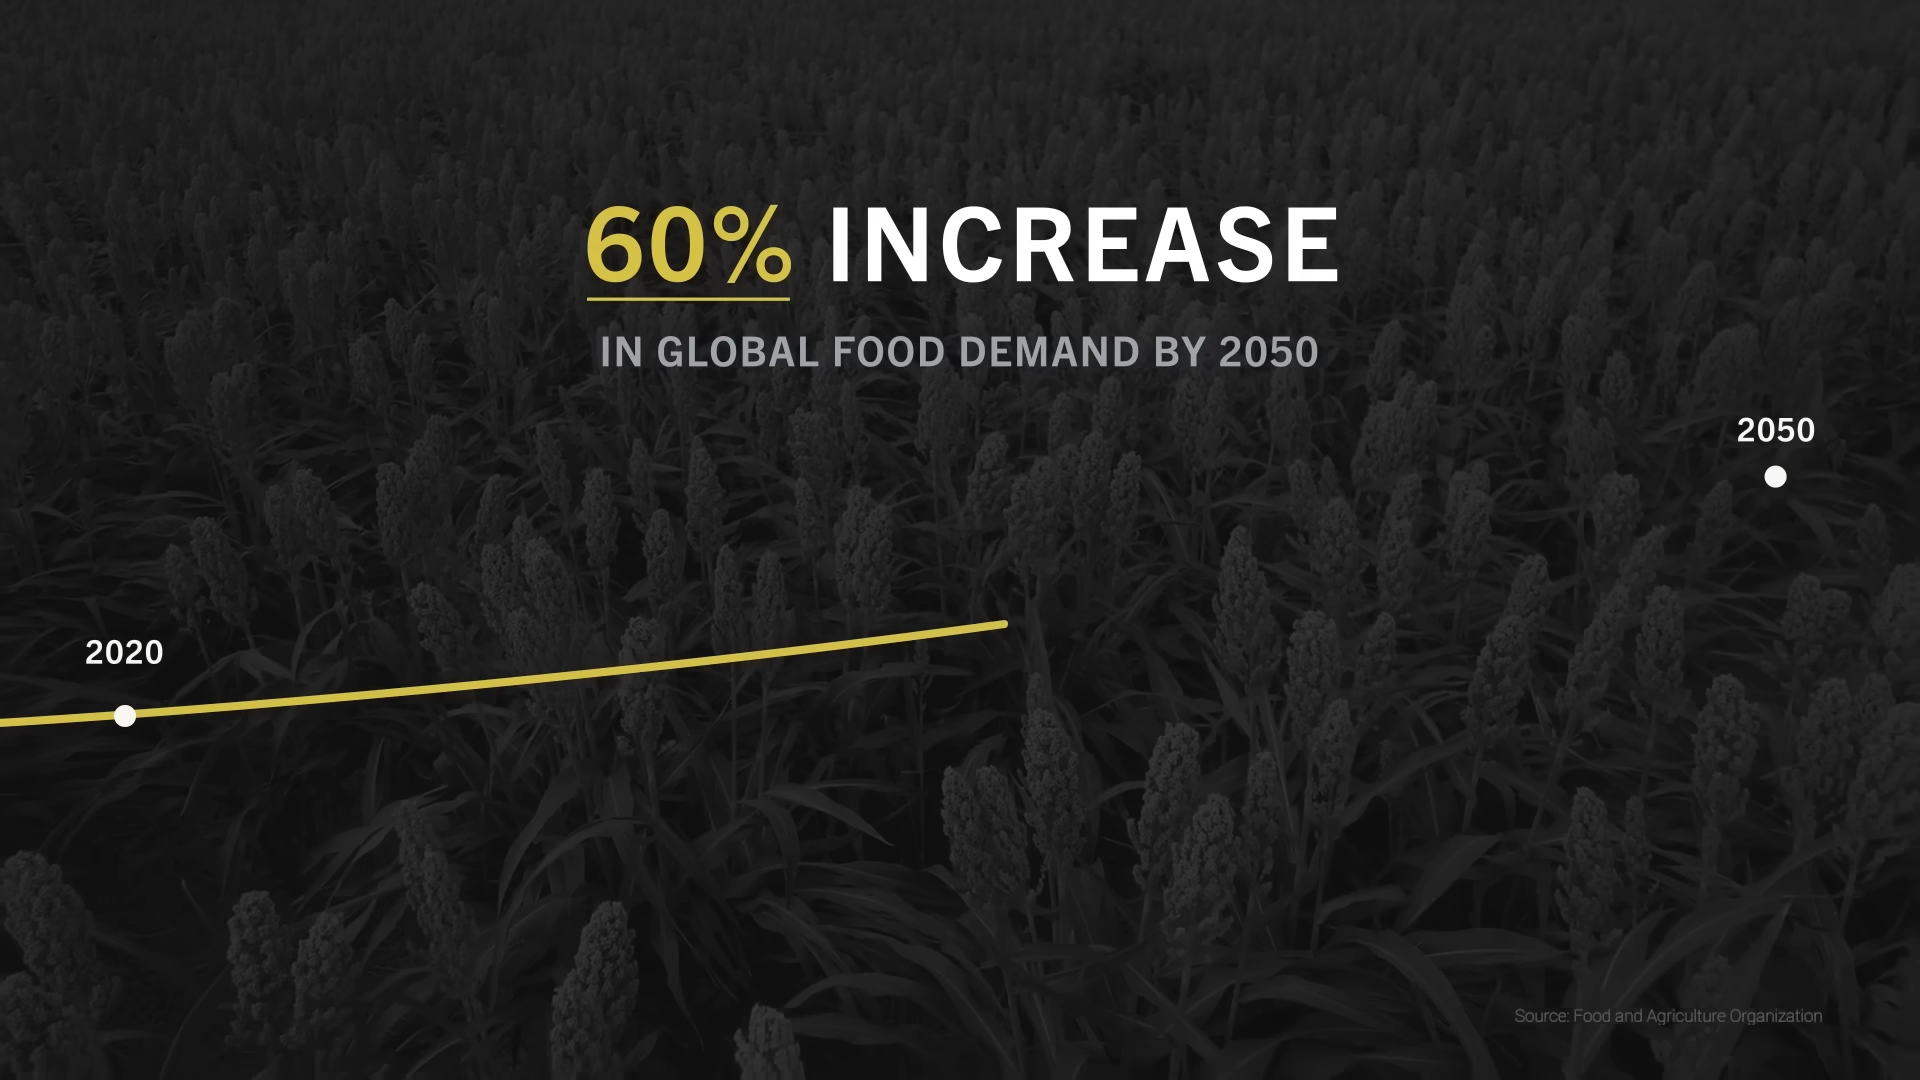 60% INCREASE
IN GLOBAL FOOD DEMAND BY 2050
2050
2020
Source: Food and Agriculture Organization